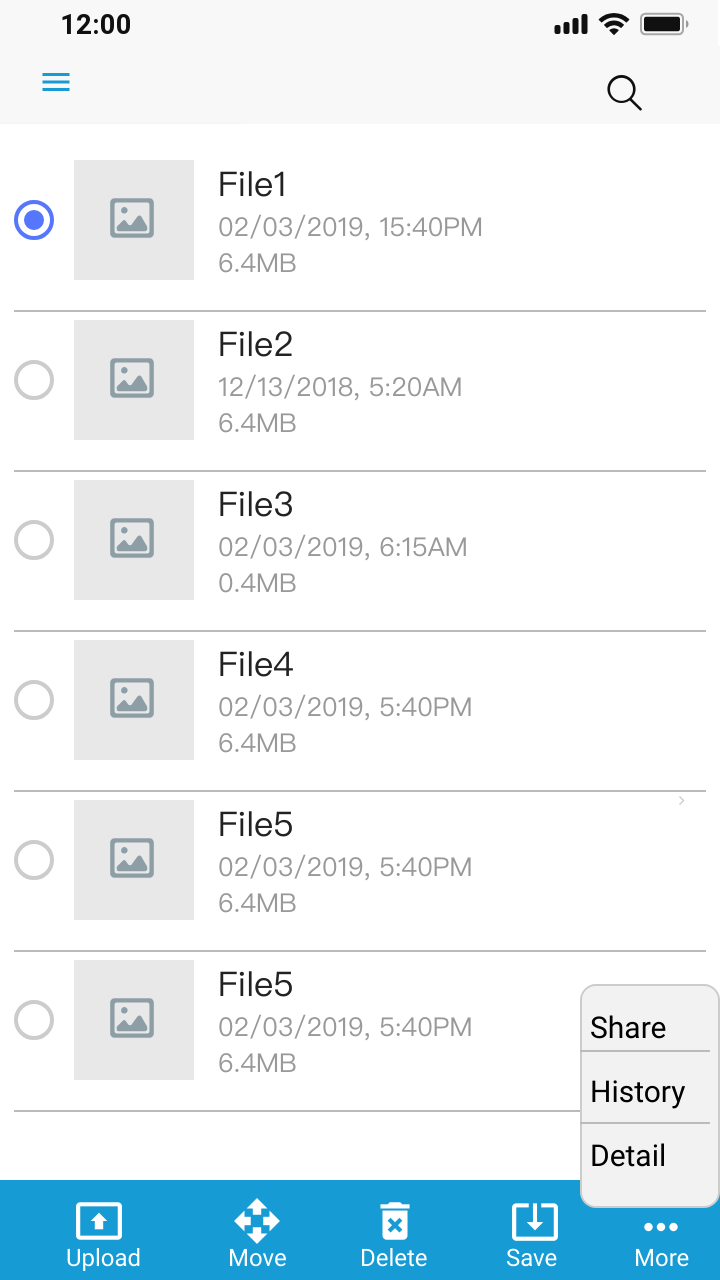 12:00
File1
02/03/2019, 15:40PM
6.4MB
File2
12/13/2018, 5:20AM
6.4MB
File3
02/03/2019, 6:15AM
0.4MB
File4
02/03/2019, 5:40PM
6.4MB
File5
02/03/2019, 5:40PM
6.4MB
File5
02/03/2019, 5:40PM
6.4MB
Share
History
Detail
Upload Move Delete Save More